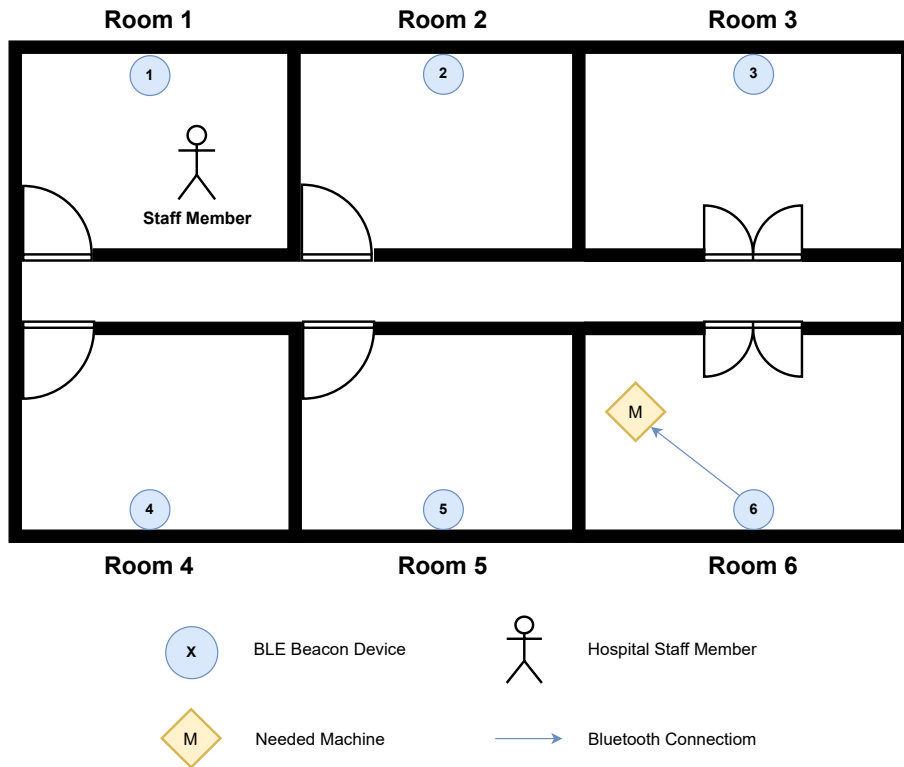 Room 1
Room 2
Room 3
1
2
3
Staff Member
M
4
5
6
Room 4
Room 5
Room 6
X
BLE Beacon Device
Hospital Staff Member
M
Needed Machine
Bluetooth Connectiom